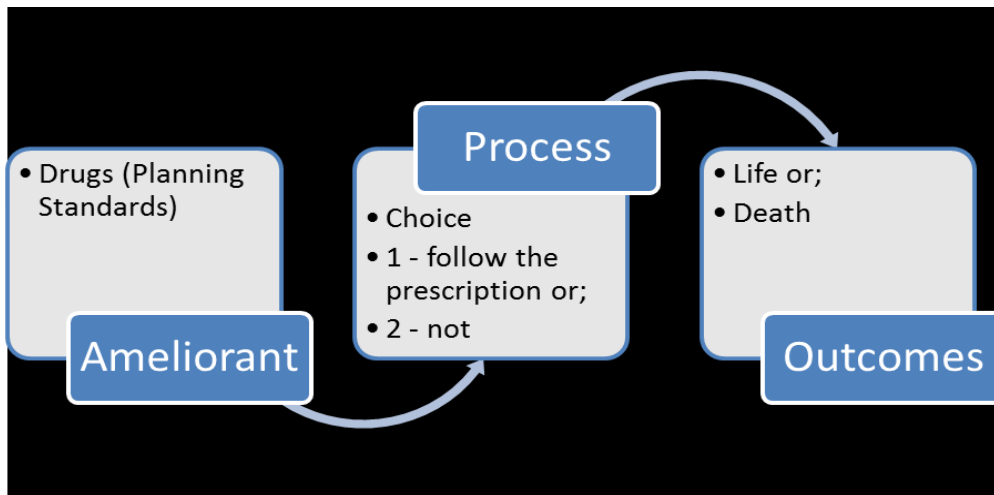 • Drugs (Planning
Standards)
Ameliorant
Process
• Choice
• 1 - follow the
prescription or;
• 2 - not
• Life or;
• Death
Outcomes